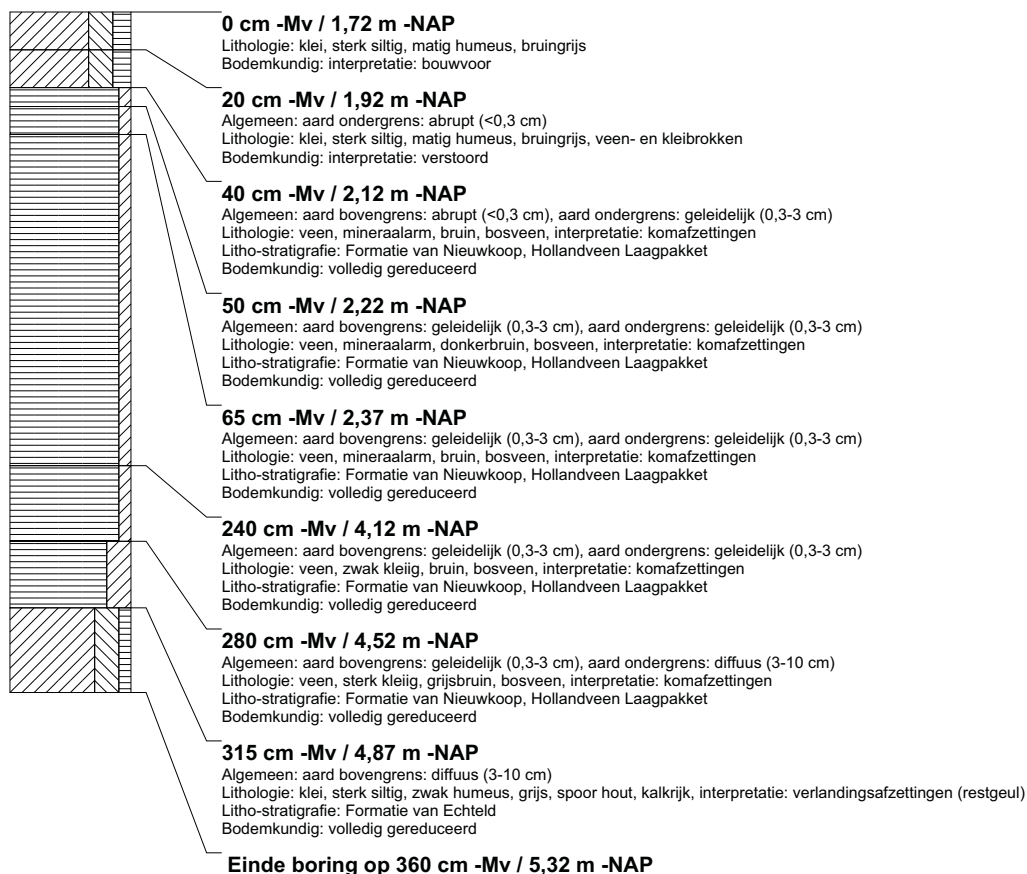 0 cm -Mv / 1,72 m -NAP
Lithologie: klei, sterk siltig, matig humeus, bruingrijs
Bodemkundig: interpretatie: bouwvoor
20 cm -Mv / 1,92 m -NAP
Algemeen: aard ondergrens: abrupt (<0,3 cm)
Lithologie: klei, sterk siltig, matig humeus, bruingrijs, veen- en kleibrokken
Bodemkundig: interpretatie: verstoord
40 cm -Mv / 2,12 m -NAP
Algemeen: aard bovengrens: abrupt (<0,3 cm), aard ondergrens: geleidelijk (0,3-3 cm)
Lithologie: veen, mineraalarm, bruin, bosveen, interpretatie: komafzettingen
Litho-stratigrafie: Formatie van Nieuwkoop, Hollandveen Laagpakket
Bodemkundig: volledig gereduceerd
50 cm -Mv / 2,22 m -NAP
Algemeen: aard bovengrens: geleidelijk (0,3-3 cm), aard ondergrens: geleidelijk (0,3-3 cm)
Lithologie: veen, mineraalarm, donkerbruin, bosveen, interpretatie: komafzettingen
Litho-stratigrafie: Formatie van Nieuwkoop, Hollandveen Laagpakket
Bodemkundig: volledig gereduceerd
65 cm -Mv / 2,37 m -NAP
Algemeen: aard bovengrens: geleidelijk (0,3-3 cm), aard ondergrens: geleidelijk (0,3-3 cm)
Lithologie: veen, mineraalarm, bruin, bosveen, interpretatie: komafzettingen
Litho-stratigrafie: Formatie van Nieuwkoop, Hollandveen Laagpakket
Bodemkundig: volledig gereduceerd
240 cm -Mv / 4,12 m -NAP
Algemeen: aard bovengrens: geleidelijk (0,3-3 cm), aard ondergrens: geleidelijk (0,3-3 cm)
Lithologie: veen, zwak kleiig, bruin, bosveen, interpretatie: komafzettingen
Litho-stratigrafie: Formatie van Nieuwkoop, Hollandveen Laagpakket
Bodemkundig: volledig gereduceerd
280 cm -Mv / 4,52 m -NAP
Algemeen: aard bovengrens: geleidelijk (0,3-3 cm), aard ondergrens: diffuus (3-10 cm)
Lithologie: veen, sterk kleiig, grijsbruin, bosveen, interpretatie: komafzettingen
Litho-stratigrafie: Formatie van Nieuwkoop, Hollandveen Laagpakket
Bodemkundig: volledig gereduceerd
315 cm -Mv / 4,87 m -NAP
Algemeen: aard bovengrens: diffuus (3-10 cm)
Lithologie: klei, sterk siltig, zwak humeus, grijs, spoor hout, kalkrijk, interpretatie: verlandingsafzettingen (restgeul)
Litho-stratigrafie: Formatie van Echteld
Bodemkundig: volledig gereduceerd
Einde boring op 360 cm -Mv / 5,32 m -NAP